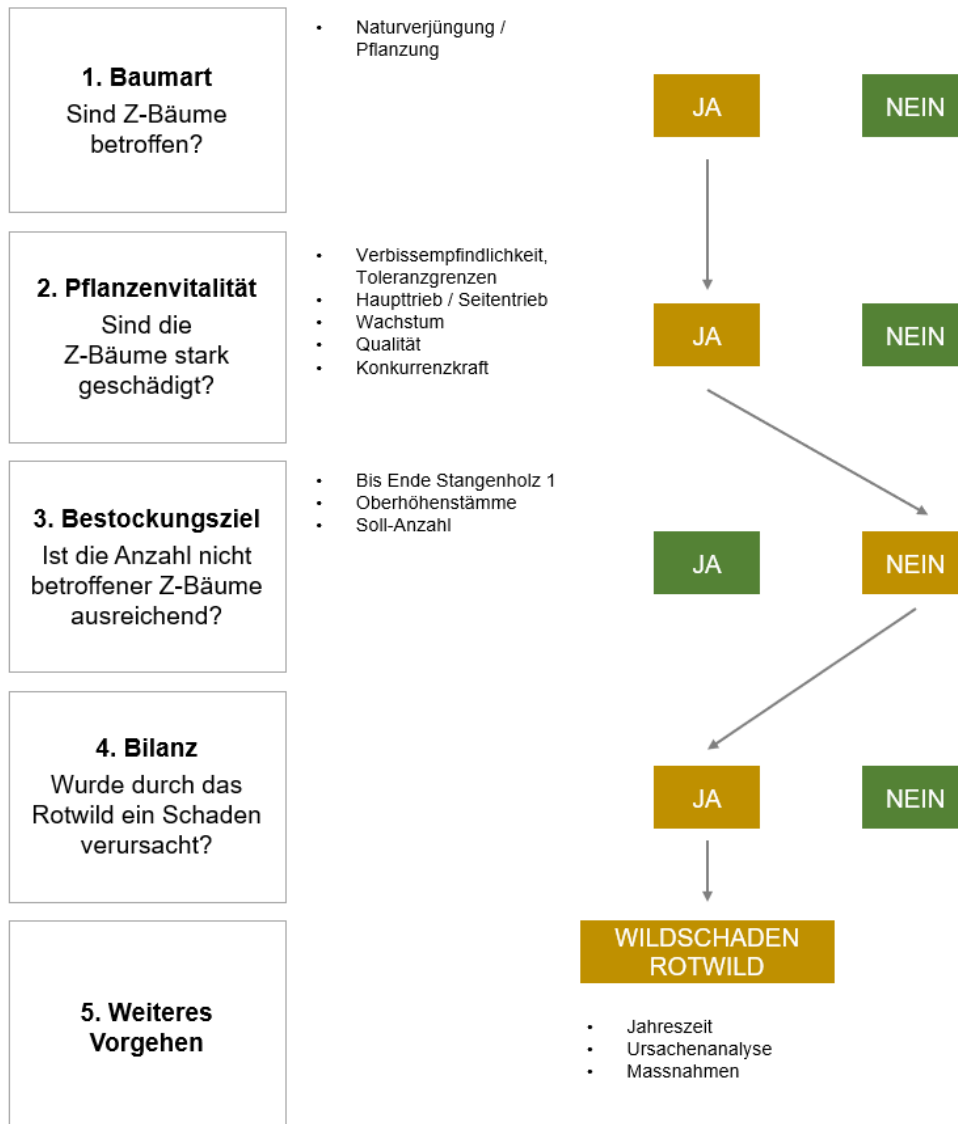 1. Baumart
Sind Z-Bäume
betroffen?
• Naturverjüngung /
Pflanzung
JA
NEIN
2. Pflanzenvitalität
Sind die
Z-Bäume stark
geschädigt?
• Verbissempfindlichkeit,
Toleranzgrenzen
• Haupttrieb / Seitentrieb
• Wachstum
• Qualität
• Konkurrenzkraft
JA
NEIN
3. Bestockungsziel
Ist die Anzahl nicht
betroffener Z-Bäume
ausreichend?
• Bis Ende Stangenholz 1
• Oberhöhenstämme
• Soll-Anzahl
JA
NEIN
4. Bilanz
Wurde durch das
Rotwild ein Schaden
verursacht?
JA
NEIN
5. Weiteres
Vorgehen
WILDSCHADEN
ROTWILD
• Jahreszeit
• Ursachenanalyse
• Massnahmen